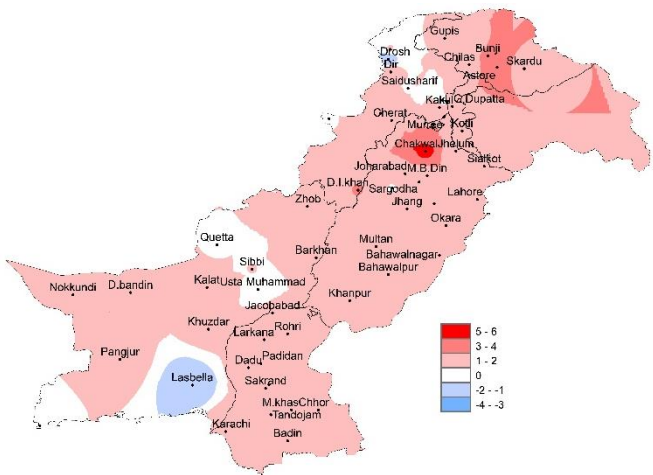 Gupis
Drosh
Bunji
Chilas
Dir
Skardu
Astore
Saidusharif
Kakul
G.Dupatta
Cherat
Murree
Kotli
Chakwal
Jhelum
Joharabad
M.B.Din
Sialkot
D.I.khan
Sargodha
Zhob
Jhang
Lahore
Okara
Quetta
Multan
Barkhan
Sibbi
Bahawalnagar
Bahawalpur
Nokkundi
D.bandin
Kalat
Usta Muhammad
Khanpur
Jacobabad
Khuzdar
Rohri
Larkana
Pangjur
Dadu
Padidan
Lasbella
Sakrand
M.khas
Chhor
Tandojam
Karachi
Badin
5 - 6
3 - 4
1 - 2
0
-2 - -1
-4 - -3